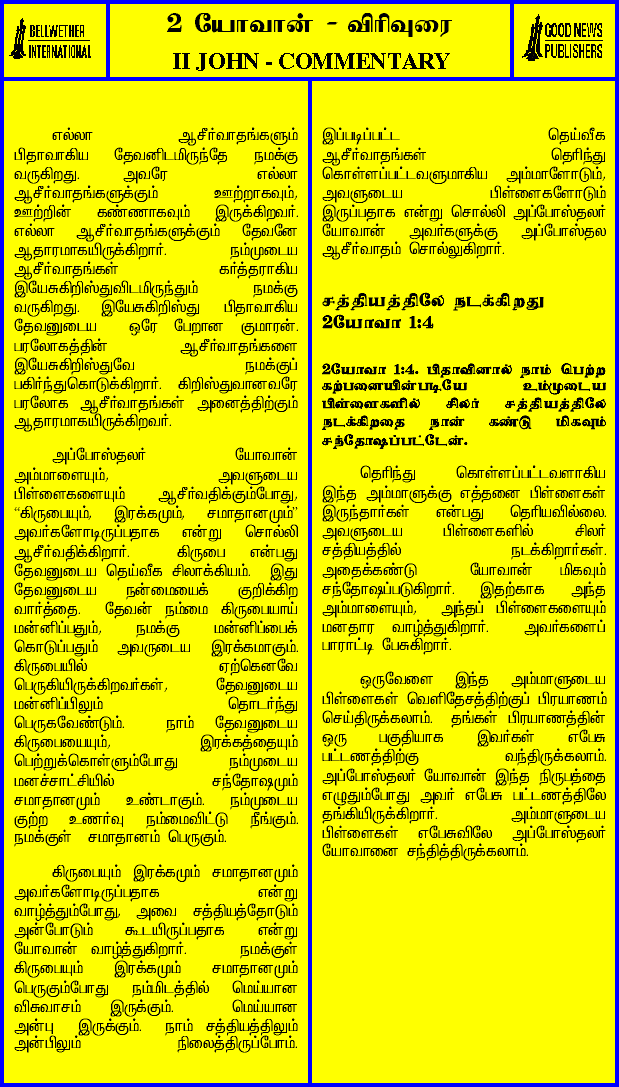 BELLWETHER
INTERNATIONAL
2 யோவான் - விரிவுரை
II JOHN - COMMENTARY
GOOD NEWS
PUBLISHERS
எல்லா ஆசீர்வாதங்களும்
பிதாவாகிய தேவனிடமிருந்தே நமக்கு
வருகிறது. அவரே எல்லா
ஆசீர்வாதங்களுக்கும் ஊற்றாகவும்,
ஊற்றின் கண்ணாகவும் இருக்கிறவர்.
எல்லா ஆசீர்வாதங்களுக்கும் தேவனே
ஆதாரமாகயிருக்கிறார். நம்முடைய
ஆசீர்வாதங்கள் கர்த்தராகிய
இயேசுகிறிஸ்துவிடமிருந்தும் நமக்கு
வருகிறது. இயேசுகிறிஸ்து பிதாவாகிய
தேவனுடைய ஒரே பேறான குமாரன்.
பரலோகத்தின் ஆசீர்வாதங்களை
இயேசுகிறிஸ்துவே நமக்குப்
பகிர்ந்துகொடுக்கிறார். கிறிஸ்துவானவரே
பரலோக ஆசீர்வாதங்கள் அனைத்திற்கும்
ஆதாரமாகயிருக்கிறவர்.
அப்போஸ்தலர் யோவான்
அம்மாளையும், அவளுடைய
பிள்ளைகளையும் ஆசீர்வதிக்கும்போது,
“கிருபையும், இரக்கமும், சமாதானமும்”
அவர்களோடிருப்பதாக என்று சொல்லி
ஆசீர்வதிக்கிறார். கிருபை என்பது
தேவனுடைய தெய்வீக சிலாக்கியம். இது
தேவனுடைய நன்மையைக் குறிக்கிற
வார்த்தை. தேவன் நம்மை கிருபையாய்
மன்னிப்பதும், நமக்கு மன்னிப்பைக்
கொடுப்பதும் அவருடைய இரக்கமாகும்.
கிருபையில் ஏற்கெனவே
பெருகியிருக்கிறவர்கள், தேவனுடைய
மன்னிப்பிலும் தொடர்ந்து
பெருகவேண்டும். நாம் தேவனுடைய
கிருபையையும், இரக்கத்தையும்
பெற்றுக்கொள்ளும்போது நம்முடைய
மனச்சாட்சியில் சந்தோஷமும்
சமாதானமும் உண்டாகும். நம்முடைய
குற்ற உணர்வு நம்மைவிட்டு நீங்கும்.
நமக்குள் சமாதானம் பெருகும்.
கிருபையும் இரக்கமும் சமாதானமும்
அவர்களோடிருப்பதாக என்று
வாழ்த்தும்போது, அவை சத்தியத்தோடும்
அன்போடும் கூடயிருப்பதாக என்று
யோவான் வாழ்த்துகிறார். நமக்குள்
கிருபையும் இரக்கமும் சமாதானமும்
பெருகும்போது நம்மிடத்தில் மெய்யான
விசுவாசம் இருக்கும். மெய்யான
அன்பு இருக்கும். நாம் சத்தியத்திலும்
அன்பிலும் நிலைத்திருப்போம்.
இப்படிப்பட்ட தெய்வீக
ஆசீர்வாதங்கள் தெரிந்து
கொள்ளப்பட்டவளுமாகிய அம்மாளோடும்,
அவளுடைய பிள்ளைகளோடும்
இருப்பதாக என்று சொல்லி அப்போஸ்தலர்
யோவான் அவர்களுக்கு அப்போஸ்தல
ஆசீர்வாதம் சொல்லுகிறார்.
சத்தியத்திலே நடக்கிறது
2யோவா 1:4
2யோவா 1:4. பிதாவினால் நாம் பெற்ற
கற்பனையின்படியே உம்முடைய
பிள்ளைகளில் சிலர் சத்தியத்திலே
நடக்கிறதை நான் கண்டு மிகவும்
சந்தோஷப்பட்டேன்.
தெரிந்து கொள்ளப்பட்டவளாகிய
இந்த அம்மாளுக்கு எத்தனை பிள்ளைகள்
இருந்தார்கள் என்பது தெரியவில்லை.
அவளுடைய பிள்ளைகளில் சிலர்
சத்தியத்தில் நடக்கிறார்கள்.
அதைக்கண்டு யோவான் மிகவும்
சந்தோஷப்படுகிறார். இதற்காக அந்த
அம்மாளையும், அந்தப் பிள்ளைகளையும்
மனதார வாழ்த்துகிறார். அவர்களைப்
பாராட்டி பேசுகிறார்.
ஒருவேளை இந்த அம்மாளுடைய
பிள்ளைகள் வெளிதேசத்திற்குப் பிரயாணம்
செய்திருக்கலாம். தங்கள் பிரயாணத்தின்
ஒரு பகுதியாக இவர்கள் எபேசு
பட்டணத்திற்கு வந்திருக்கலாம்.
அப்போஸ்தலர் யோவான் இந்த நிருபத்தை
எழுதும்போது அவர் எபேசு பட்டணத்திலே
தங்கியிருக்கிறார். அம்மாளுடைய
பிள்ளைகள் எபேசுவிலே அப்போஸ்தலர்
யோவானை சந்தித்திருக்கலாம்.